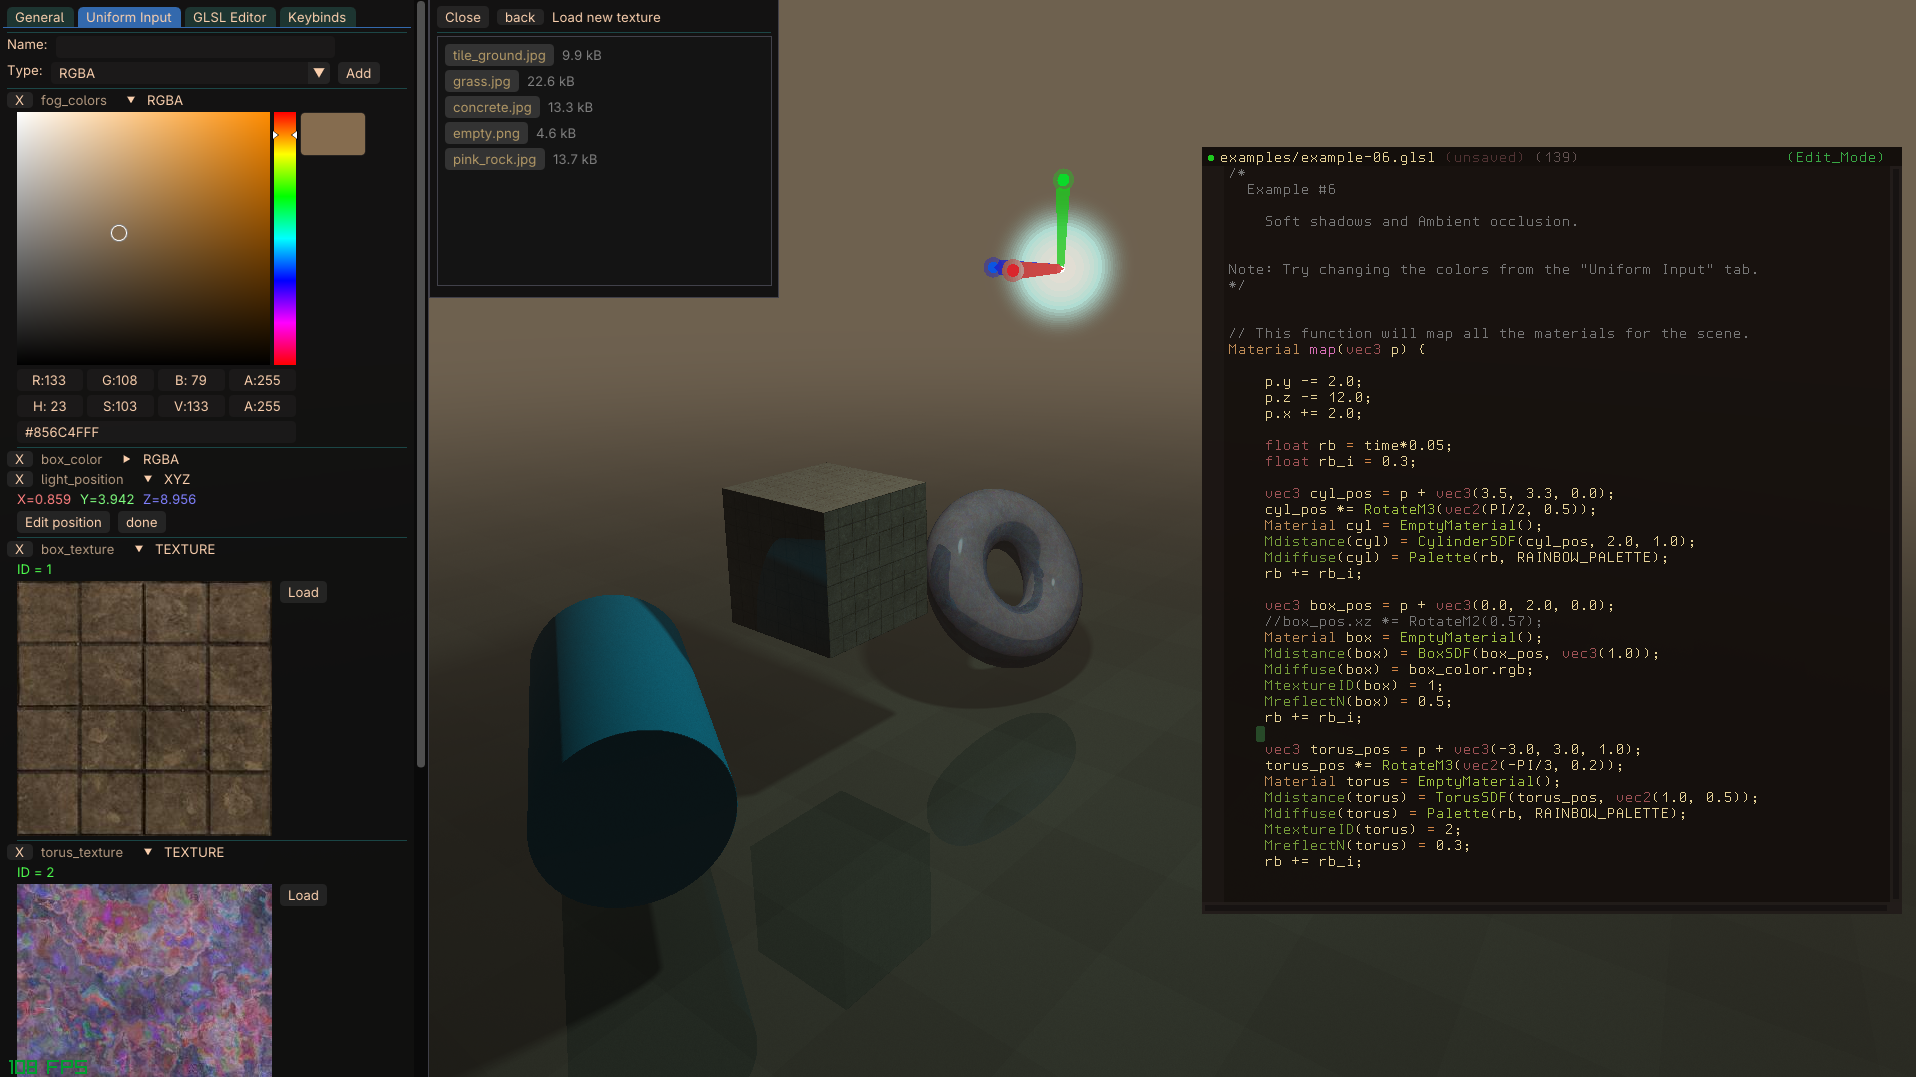 General Uniform Input GLSL Editor Keybinds
Name:
Type: RGBA Add
X fog_colors RGBA
R:133 G:108 B: 79 A:255
H: 23 S:103 V:133 A:255
#856C4FFF
X box_color RGBA
X light_position XYZ
X=0.859 Y=3.942 Z=8.956
Edit position done
X box_texture TEXTURE
ID = 1
Load
X torus_texture TEXTURE
ID = 2
Load
108 FPS
Close back Load new texture
tile_ground.jpg 9.9 kB
grass.jpg 22.6 kB
concrete.jpg 13.3 kB
empty.png 4.6 kB
pink_rock.jpg 13.7 kB
examples/example-06.glsl (unsaved) (139) (Edit_Mode)
/*
Example #6
Soft shadows and Ambient occlusion.
Note: Try changing the colors from the "Uniform Input" tab.
*/
// This function will map all the materials for the scene.
Material map(vec3 p) {
p.y -= 2.0;
p.z -= 12.0;
p.x += 2.0;
float rb = time*0.05;
float rb_i = 0.3;
vec3 cyl_pos = p + vec3(3.5, 3.3, 0.0);
cyl_pos *= RotateM3(vec2(PI/2, 0.5));
Material cyl = EmptyMaterial();
Mdistance(cyl) = CylinderSDF(cyl_pos, 2.0, 1.0);
Mdiffuse(cyl) = Palette(rb, RAINBOW_PALETTE);
rb += rb_i;
vec3 box_pos = p + vec3(0.0, 2.0, 0.0);
//box_pos.xz *= RotateM2(0.57);
Material box = EmptyMaterial();
Mdistance(box) = BoxSDF(box_pos, vec3(1.0));
Mdiffuse(box) = box_color.rgb;
MtextureID(box) = 1;
MreflectN(box) = 0.5;
rb += rb_i;
vec3 torus_pos = p + vec3(-3.0, 3.0, 1.0);
torus_pos *= RotateM3(vec2(-PI/3, 0.2));
Material torus = EmptyMaterial();
Mdistance(torus) = TorusSDF(torus_pos, vec2(1.0, 0.5));
Mdiffuse(torus) = Palette(rb, RAINBOW_PALETTE);
MtextureID(torus) = 2;
MreflectN(torus) = 0.3;
rb += rb_i;